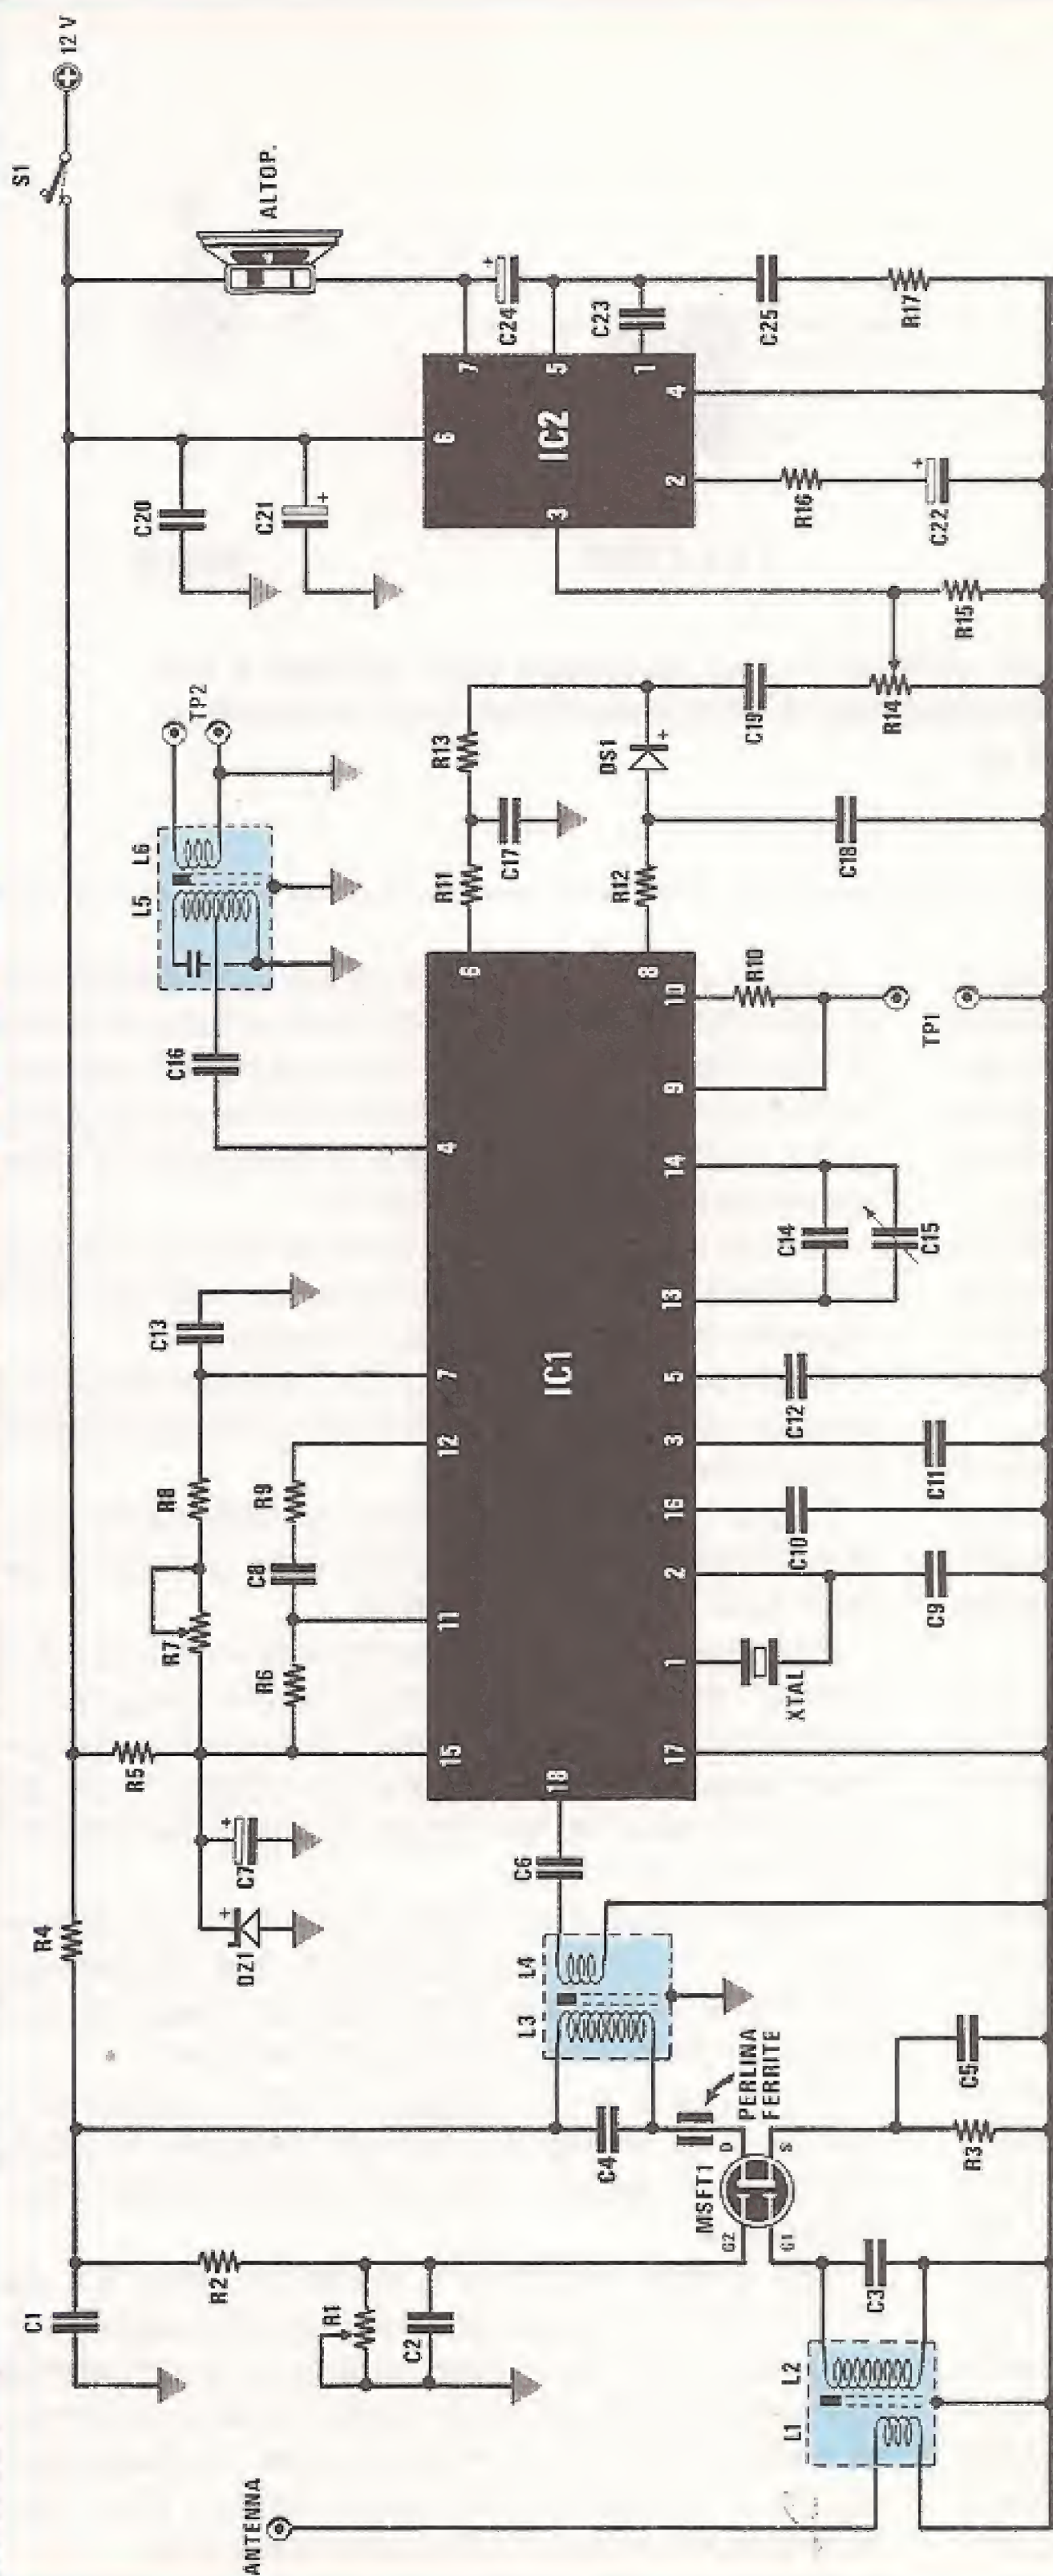 ANTENNA
C1
R2
R1
C2
L1
L2
C3
MSFT1
G2
G1
D
S
PERLINA
FERRITE
C4
R3
C5
L3
L4
C6
R4
DZ1
C7
R5
R7
R8
C13
R6
C8
R9
IC1
18
15
11
12
7
4
6
8
17
1
2
16
3
5
13
14
9
10
XTAL
C9
C10
C11
C12
C14
C15
R10
TP1
C16
L5
L6
TP2
R11
R13
C17
R12
DS1
C18
C19
R14
R15
C20
C21
IC2
6
3
2
4
7
5
1
R16
C22
C24
C23
C25
R17
ALTOP.
S1
12 V